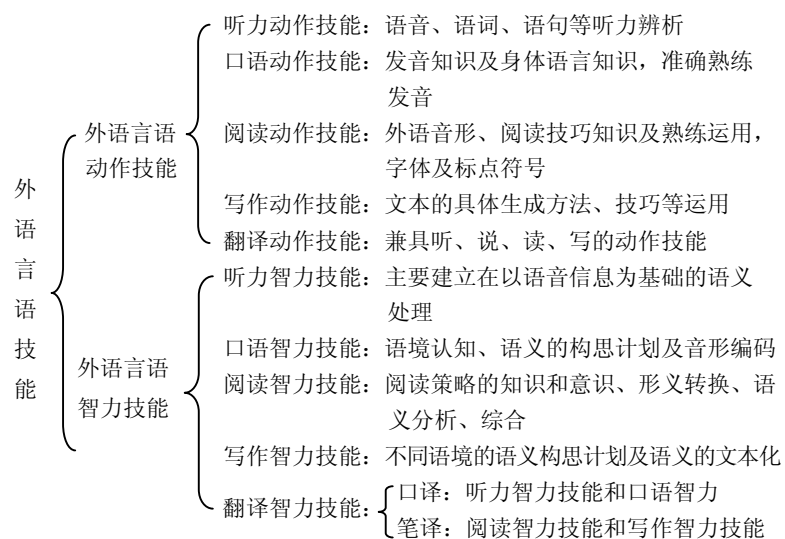 外语言语技能
外语言语
动作技能
听力动作技能：语音、语词、语句等听力辨析
口语动作技能：发音知识及身体语言知识，准确熟练
发音
阅读动作技能：外语音形、阅读技巧知识及熟练运用，
字体及标点符号
写作动作技能：文本的具体生成方法、技巧等运用
翻译动作技能：兼具听、说、读、写的动作技能
外语言语
智力技能
听力智力技能：主要建立在以语音信息为基础的语义
处理
口语智力技能：语境认知、语义的构思计划及音形编码
阅读智力技能：阅读策略的知识和意识、形义转换、语
义分析、综合
写作智力技能：不同语境的语义构思计划及语义的文本化
翻译智力技能：
口译：听力智力技能和口语智力
笔译：阅读智力技能和写作智力技能